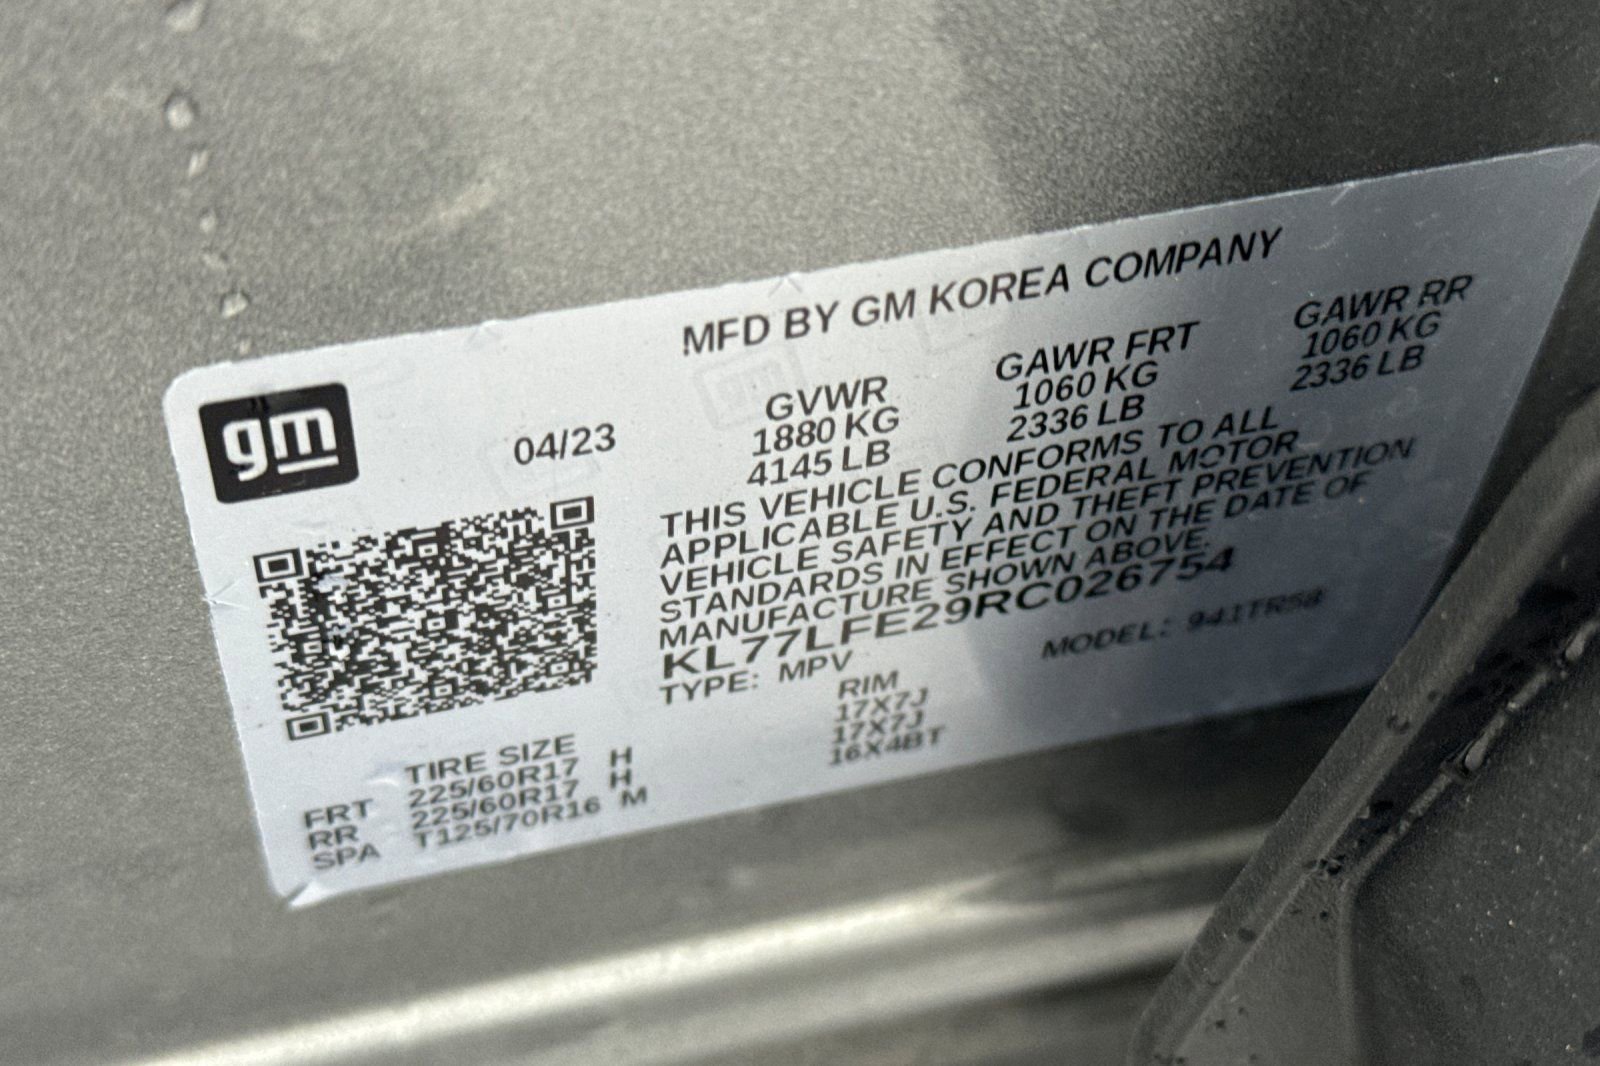 gm
MFD BY GM KOREA COMPANY
04/23
GVWR GAWR FRT GAWR RR
1880 KG 1060 KG 1060 KG
4145 LB 2336 LB 2336 LB
THIS VEHICLE CONFORMS TO ALL
APPLICABLE U.S. FEDERAL MOTOR
VEHICLE SAFETY AND THEFT PREVENTION
STANDARDS IN EFFECT ON THE DATE OF
MANUFACTURE SHOWN ABOVE.
KL77LFE29RC026754
TYPE: MPV MODEL: 941TR58
TIRE SIZE RIM
FRT 225/60R17 H 17X7J
RR 225/60R17 H 17X7J
SPA T125/70R16 M 16X4BT